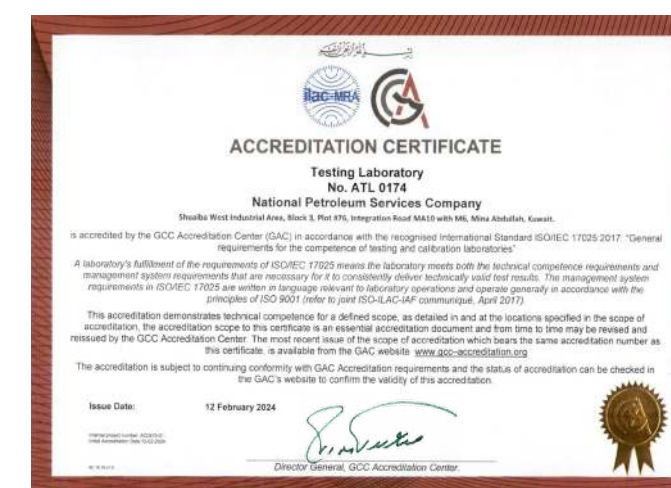 ilac-MRA
ACCREDITATION CERTIFICATE
Testing Laboratory
No. ATL 0174
National Petroleum Services Company
Shuaiba West Industrial Area, Block 3, Plot #76, Integration Road MA10 with M6, Mina Abdullah, Kuwait.
is accredited by the GCC Accreditation Center (GAC) in accordance with the recognised International Standard ISO/IEC 17025:2017 "General
requirements for the competence of testing and calibration laboratories"
A laboratory's fulfillment of the requirements of ISO/IEC 17025 means the laboratory meets both the technical competence requirements and
management system requirements that are necessary for it to consistently deliver technically valid test results. The management system
requirements in ISO/IEC 17025 are written in language relevant to laboratory operations and operate generally in accordance with the
principles of ISO 9001 (refer to joint ISO-ILAC-IAF communiqué, April 2017).
This accreditation demonstrates technical competence for a defined scope, as detailed in and at the locations specified in the scope of
accreditation, the accreditation scope to this certificate is an essential accreditation document and from time to time may be revised and
reissued by the GCC Accreditation Center. The most recent issue of the scope of accreditation which bears the same accreditation number as
this certificate, is available from the GAC website www.gcc-accreditation.org
The accreditation is subject to continuing conformity with GAC Accreditation requirements and the status of accreditation can be checked in
the GAC's website to confirm the validity of this accreditation.
Issue Date: 12 February 2024
Director General, GCC Accreditation Center.